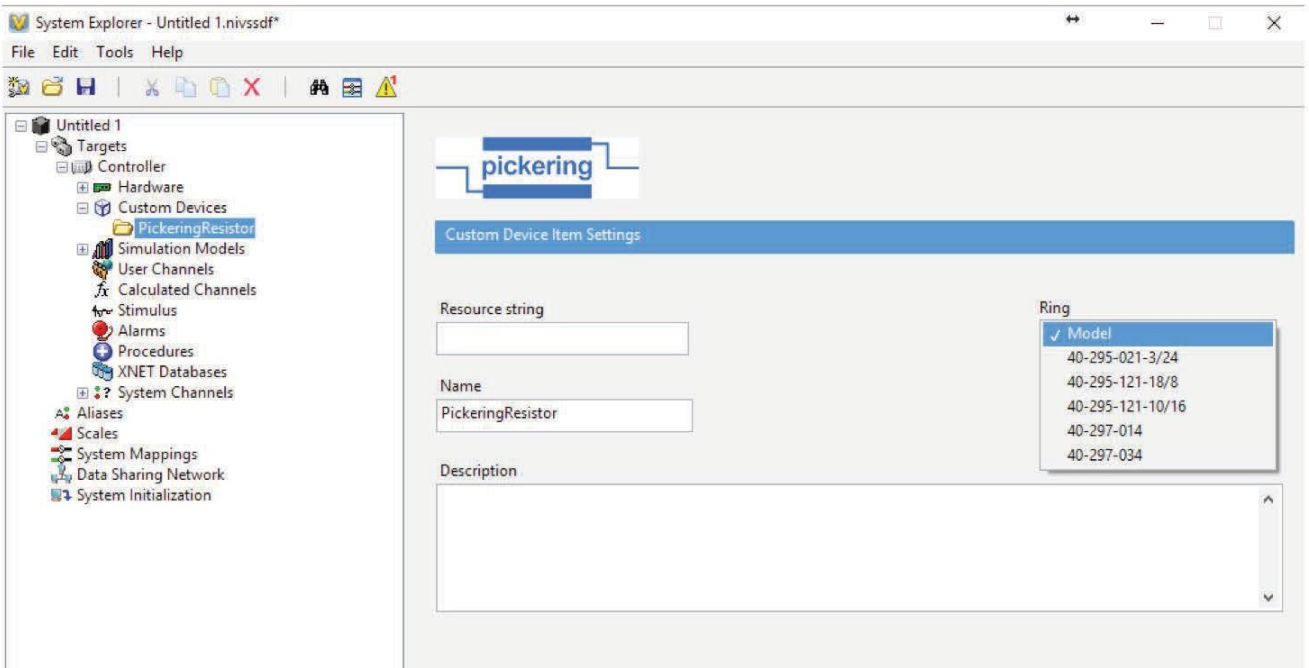 System Explorer - Untitled 1.nivssdf*
File Edit Tools Help
Untitled 1
Targets
Controller
Hardware
Custom Devices
PickeringResistor
Simulation Models
User Channels
fx Calculated Channels
Stimulus
Alarms
Procedures
XNET Databases
System Channels
Aliases
Scales
System Mappings
Data Sharing Network
System Initialization
pickering
Custom Device Item Settings
Resource string
Ring
Model
40-295-021-3/24
40-295-121-18/8
40-295-121-10/16
40-297-014
40-297-034
Name
PickeringResistor
Description